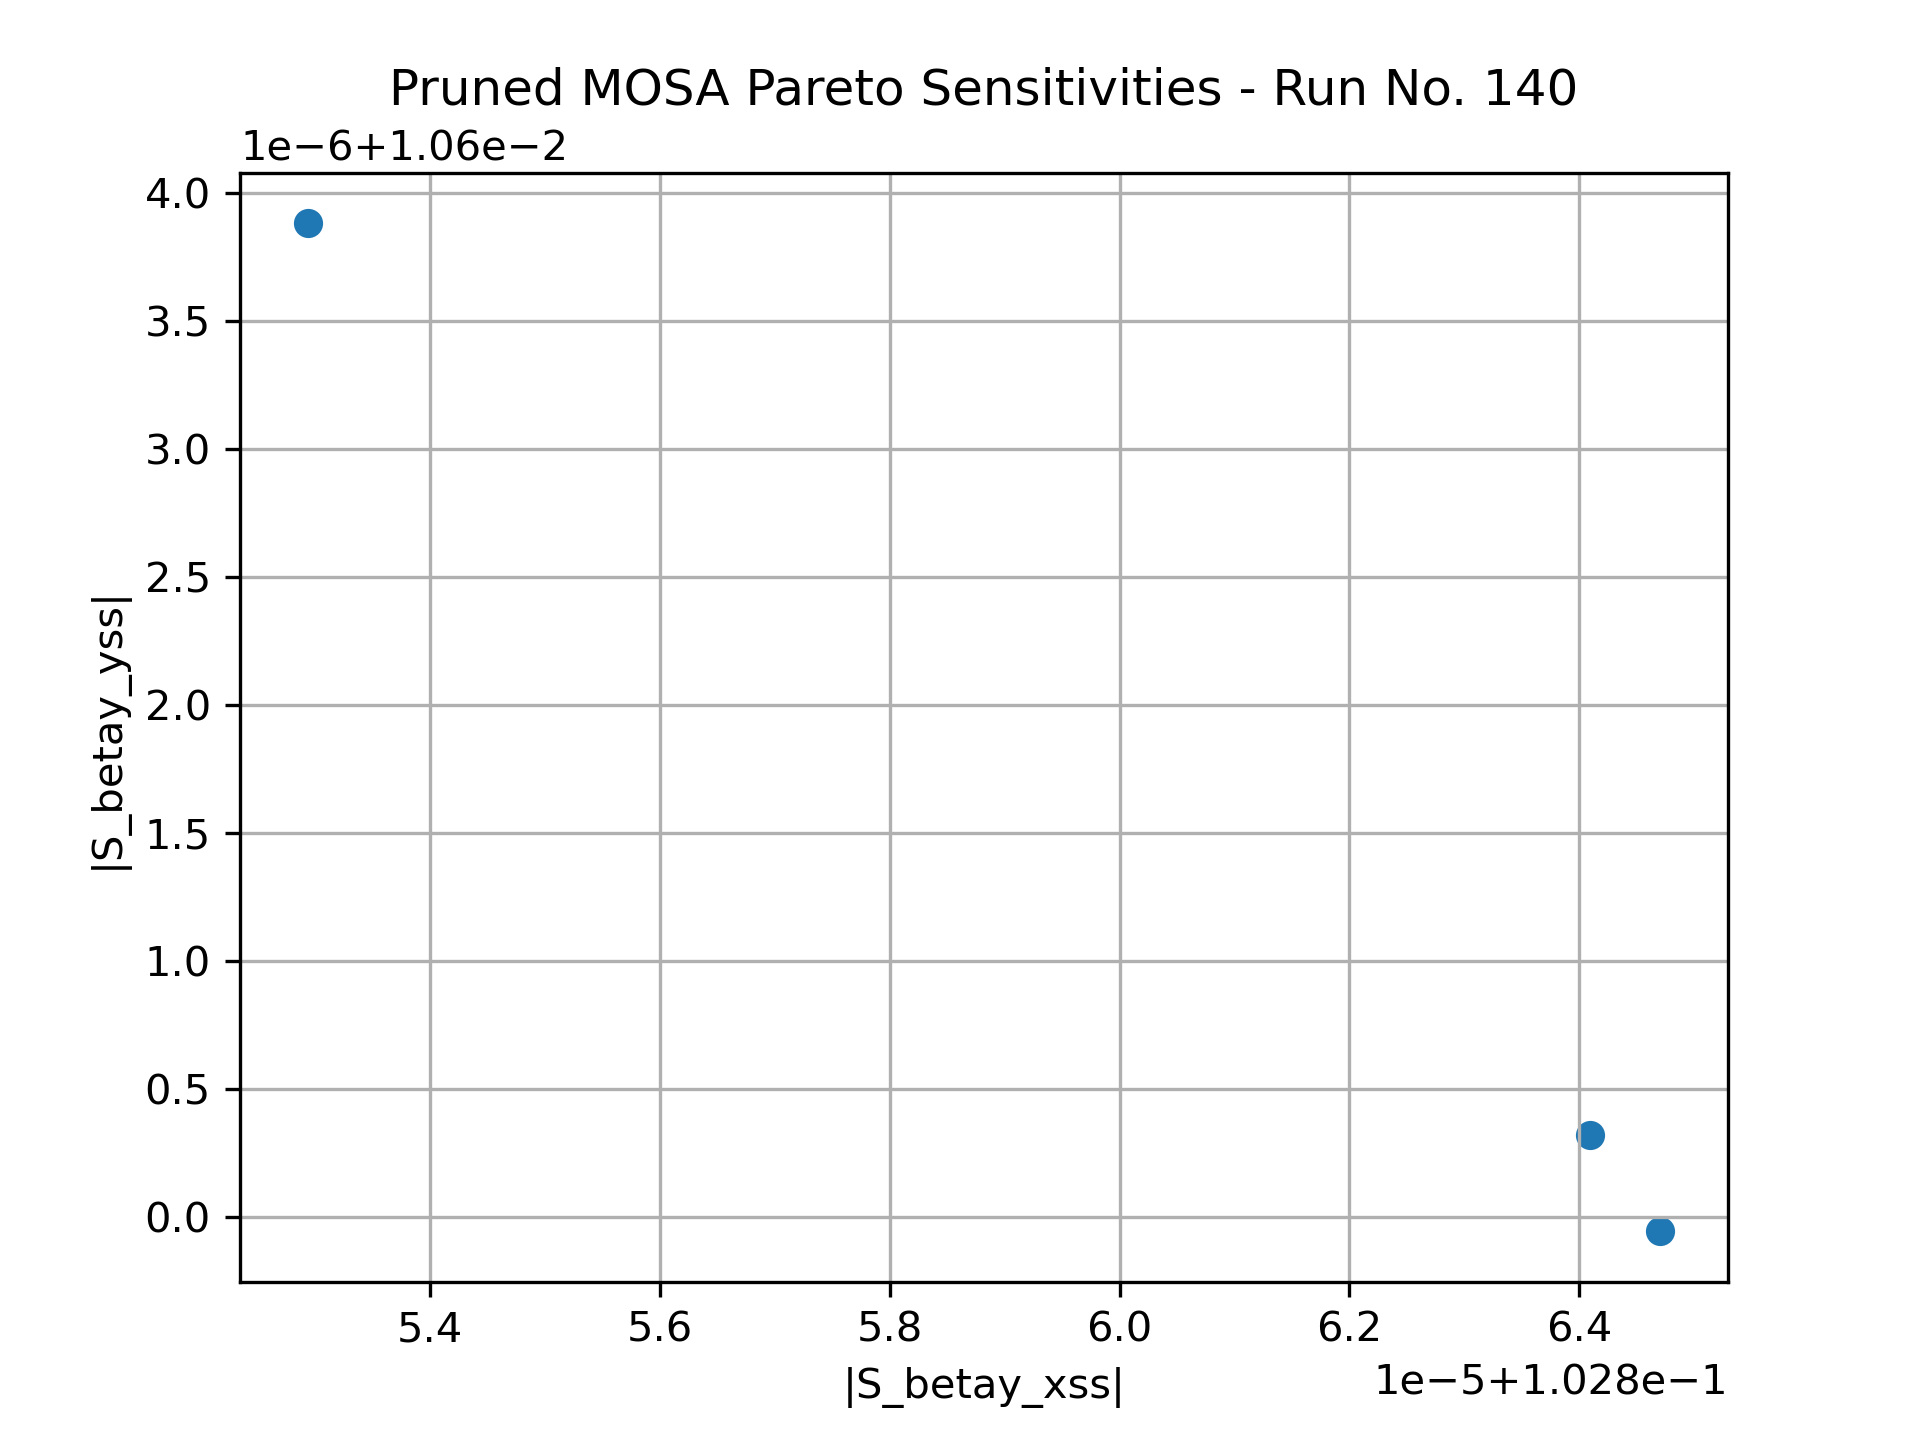 Pruned MOSA Pareto Sensitivities - Run No. 140
1e−6+1.06e−2
4.0
3.5
3.0
2.5
2.0
1.5
1.0
0.5
0.0
|S_betay_yss|
5.4 5.6 5.8 6.0 6.2 6.4
|S_betay_xss|
1e−5+1.028e−1